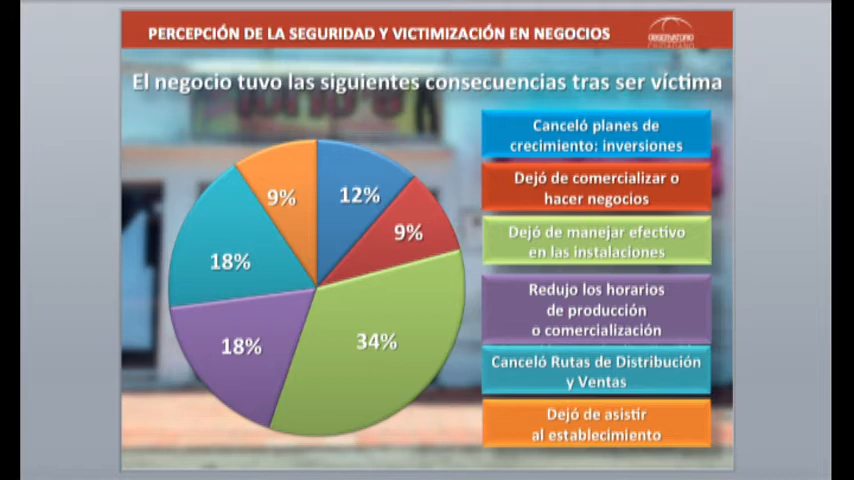 PERCEPCIÓN DE LA SEGURIDAD Y VICTIMIZACIÓN EN NEGOCIOS
OBSERVATORIO
CIUDADANO
El negocio tuvo las siguientes consecuencias tras ser víctima
Canceló planes de
crecimiento: inversiones
Dejó de comercializar o
hacer negocios
Dejó de manejar efectivo
en las instalaciones
Redujo los horarios
de producción
o comercialización
Canceló Rutas de Distribución
y Ventas
Dejó de asistir
al establecimiento
12%
9%
34%
18%
18%
9%